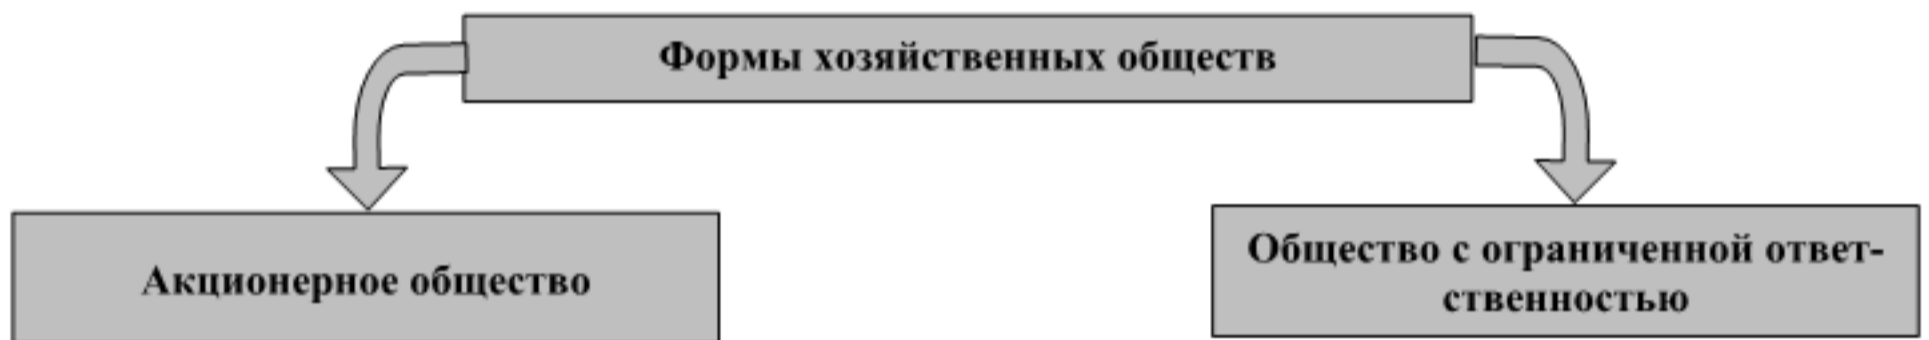 Формы хозяйственных обществ
Акционерное общество
Общество с ограниченной ответ-
ственностью